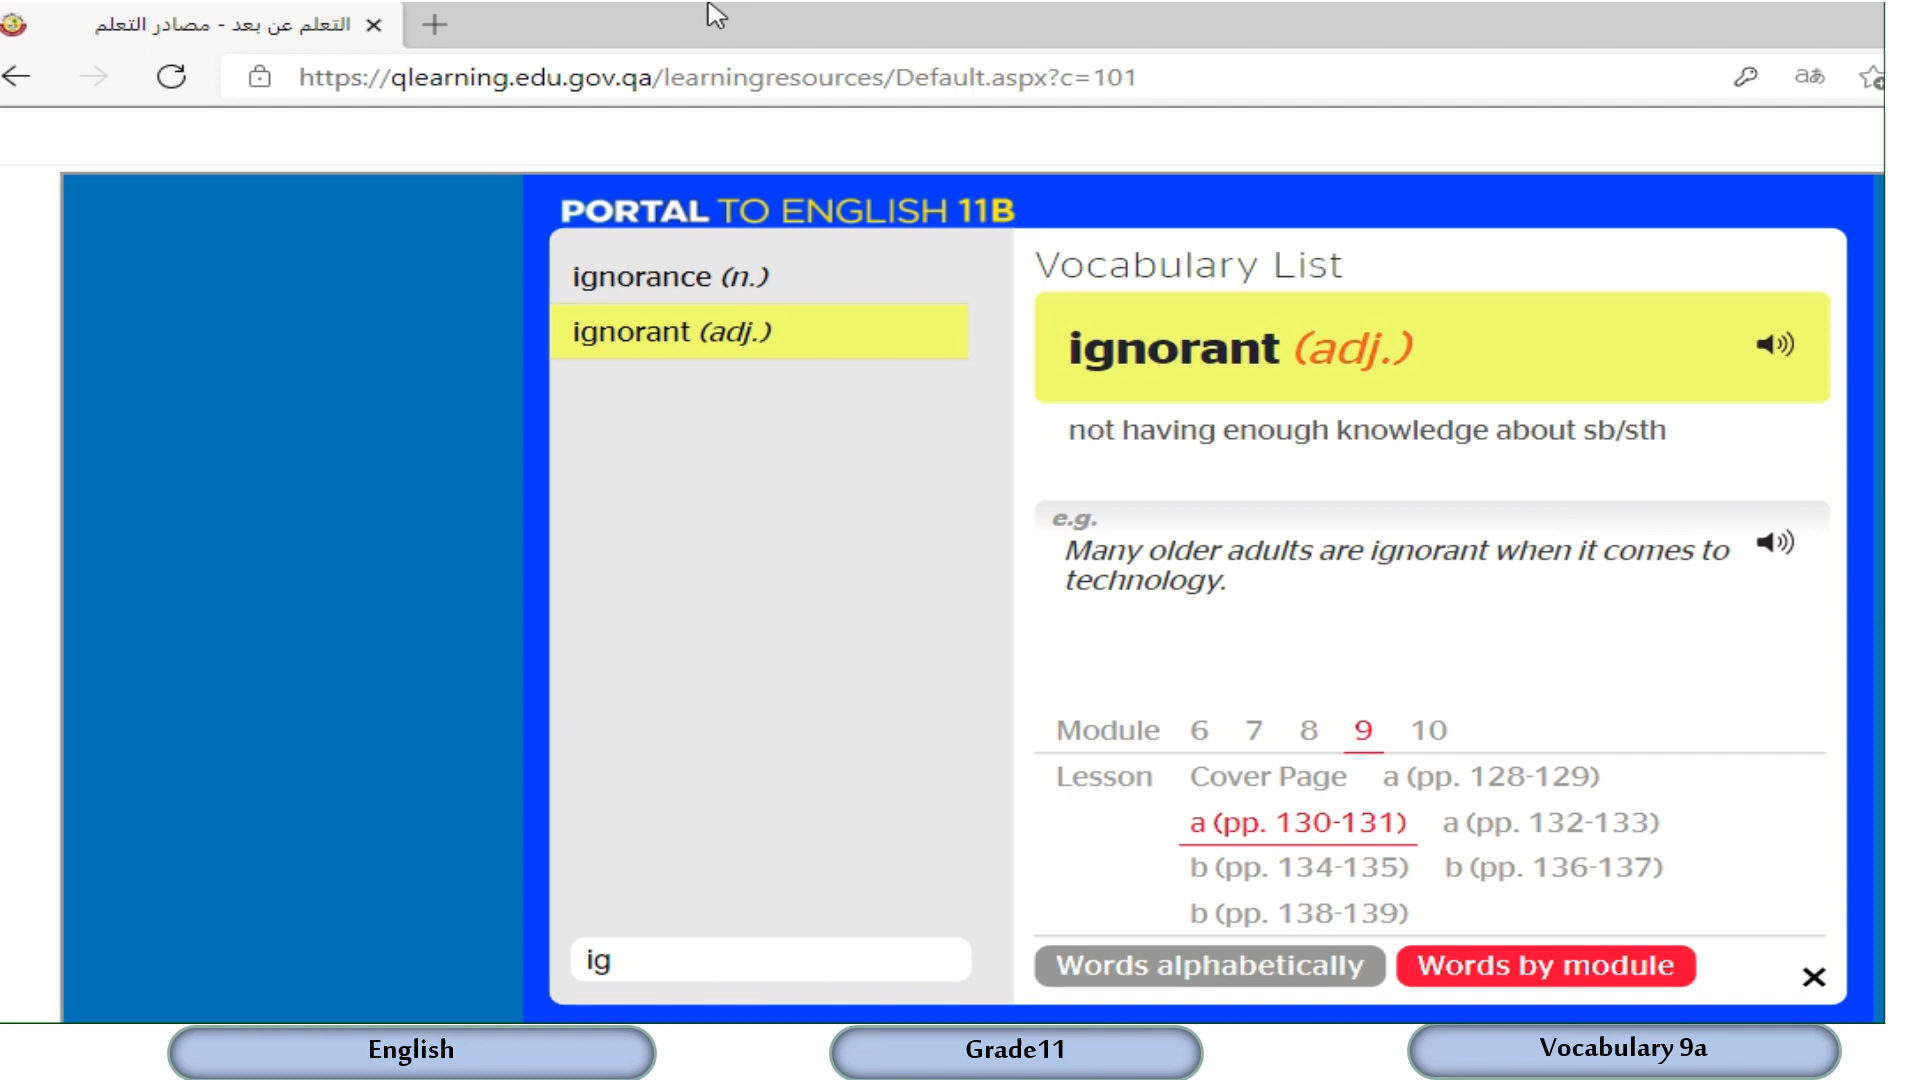 التعلم عن بعد - مصادر التعلم
https://qlearning.edu.gov.qa/learningresources/Default.aspx?c=101
aあ
PORTAL TO ENGLISH 11B
ignorance (n.)
ignorant (adj.)
ig
Vocabulary List
ignorant (adj.)
not having enough knowledge about sb/sth
e.g.
Many older adults are ignorant when it comes to
technology.
Module 6 7 8 9 10
Lesson Cover Page a (pp. 128-129)
a (pp. 130-131) a (pp. 132-133)
b (pp. 134-135) b (pp. 136-137)
b (pp. 138-139)
Words alphabetically Words by module
English Grade11 Vocabulary 9a